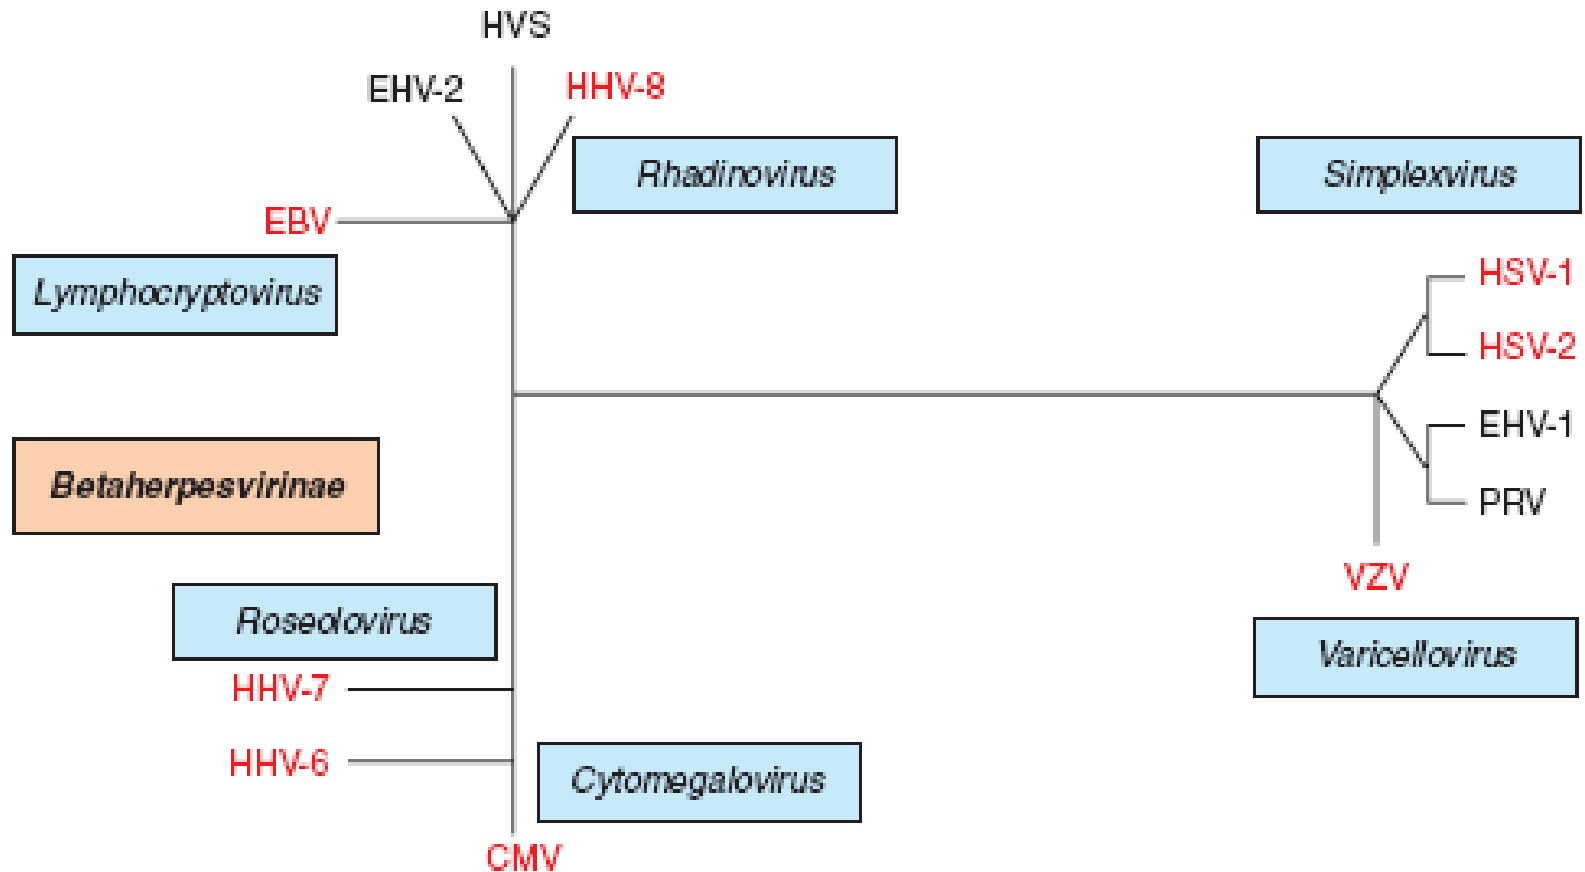 HVS
EHV-2
HHV-8
Rhadinovirus
Simplexvirus
EBV
Lymphocryptovirus
HSV-1
HSV-2
EHV-1
Betaherpesvirinae
PRV
VZV
Roseolovirus
Varicellovirus
HHV-7
HHV-6
Cytomegalovirus
CMV